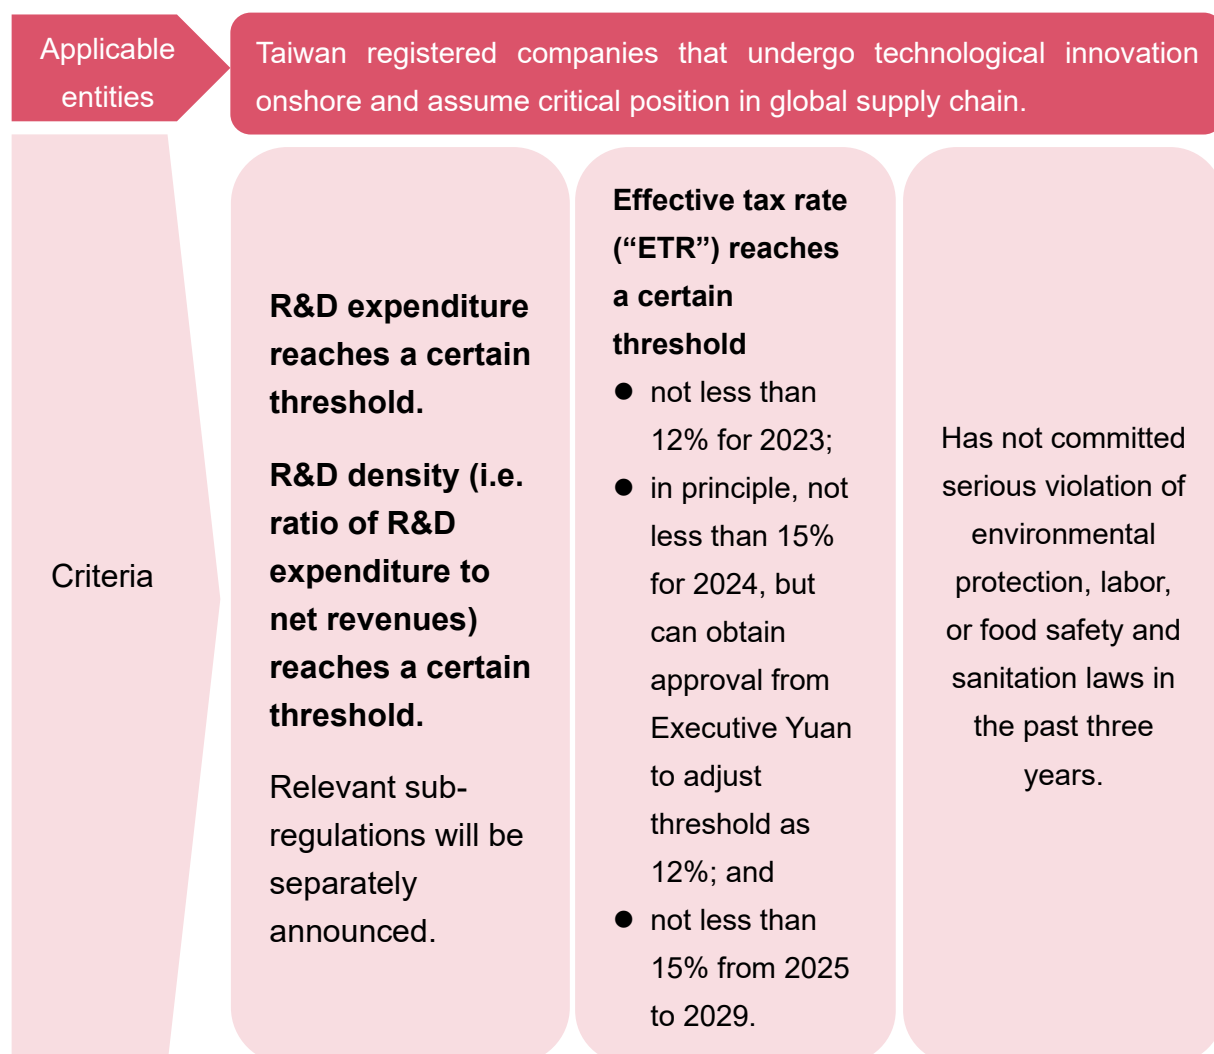 Applicable
entities
Taiwan registered companies that undergo technological innovation
onshore and assume critical position in global supply chain.
Criteria
R&D expenditure
reaches a certain
threshold.
R&D density (i.e.
ratio of R&D
expenditure to
net revenues)
reaches a certain
threshold.
Relevant sub-
regulations will be
separately
announced.
Effective tax rate
(“ETR”) reaches
a certain
threshold
● not less than
12% for 2023;
● in principle, not
less than 15%
for 2024, but
can obtain
approval from
Executive Yuan
to adjust
threshold as
12%; and
● not less than
15% from 2025
to 2029.
Has not committed
serious violation of
environmental
protection, labor,
or food safety and
sanitation laws in
the past three
years.